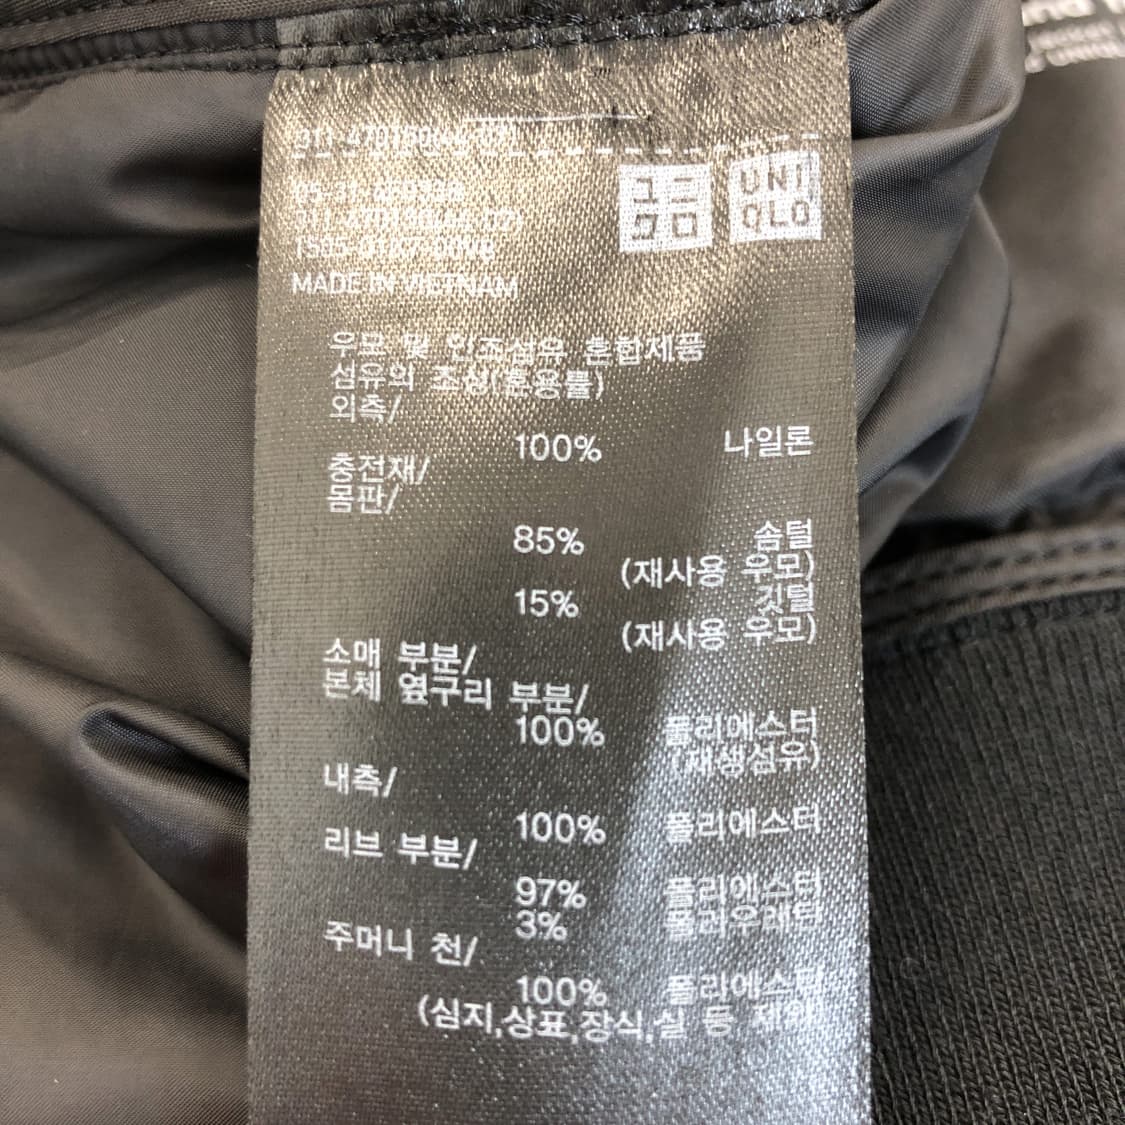 유니
크로
UNI
QLO
MADE IN VIETNAM
우모 및 인조섬유 혼합제품
섬유의 조성(혼용률)
외측/
100% 나일론
충전재/
몸판/
85% 솜털
(재사용 우모)
15% 깃털
(재사용 우모)
소매 부분/
본체 옆구리 부분/
100% 폴리에스터
(재생섬유)
내측/
100% 폴리에스터
리브 부분/
97% 폴리에스터
3% 폴리우레탄
주머니 천/
100% 폴리에스터
(심지,상표,장식,실 등 제외)